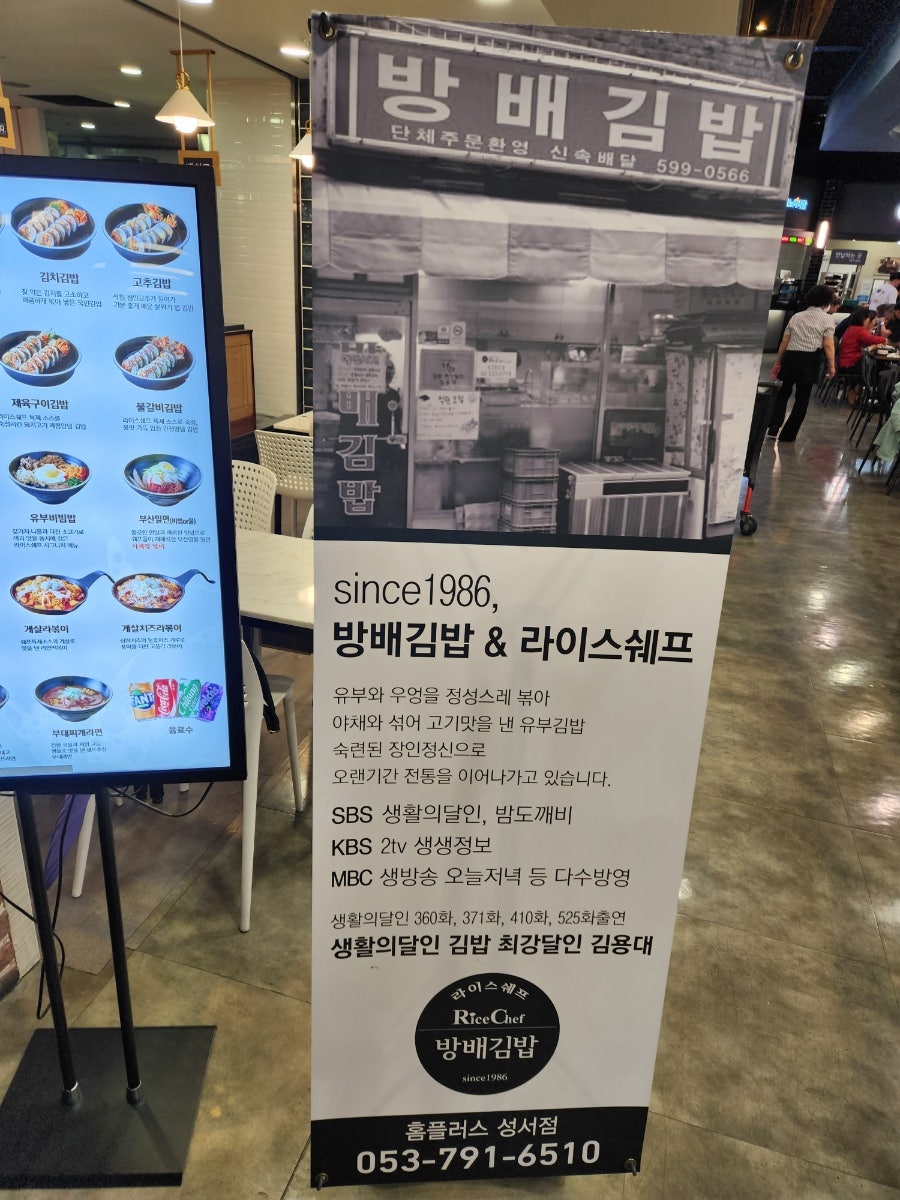 방배김밥
단체주문환영 신속배달 599-0566
배김밥
since1986,
방배김밥 & 라이스쉐프
유부와 우엉을 정성스레 볶아
야채와 섞어 고기맛을 낸 유부김밥
숙련된 장인정신으로
오랜기간 전통을 이어나가고 있습니다.
SBS 생활의달인, 밤도깨비
KBS 2tv 생생정보
MBC 생방송 오늘저녁 등 다수방영
생활의달인 360화, 371화, 410화, 525화출연
생활의달인 김밥 최강달인 김용대
라이스쉐프
RiceChef
방배김밥
since1986
홈플러스 성서점
053-791-6510
김치김밥
고추김밥
제육구이김밥
불갈비김밥
유부비빔밥
부산밀면(비빔or물)
게살라볶이
게살치즈라볶이
부대찌개라면
음료수